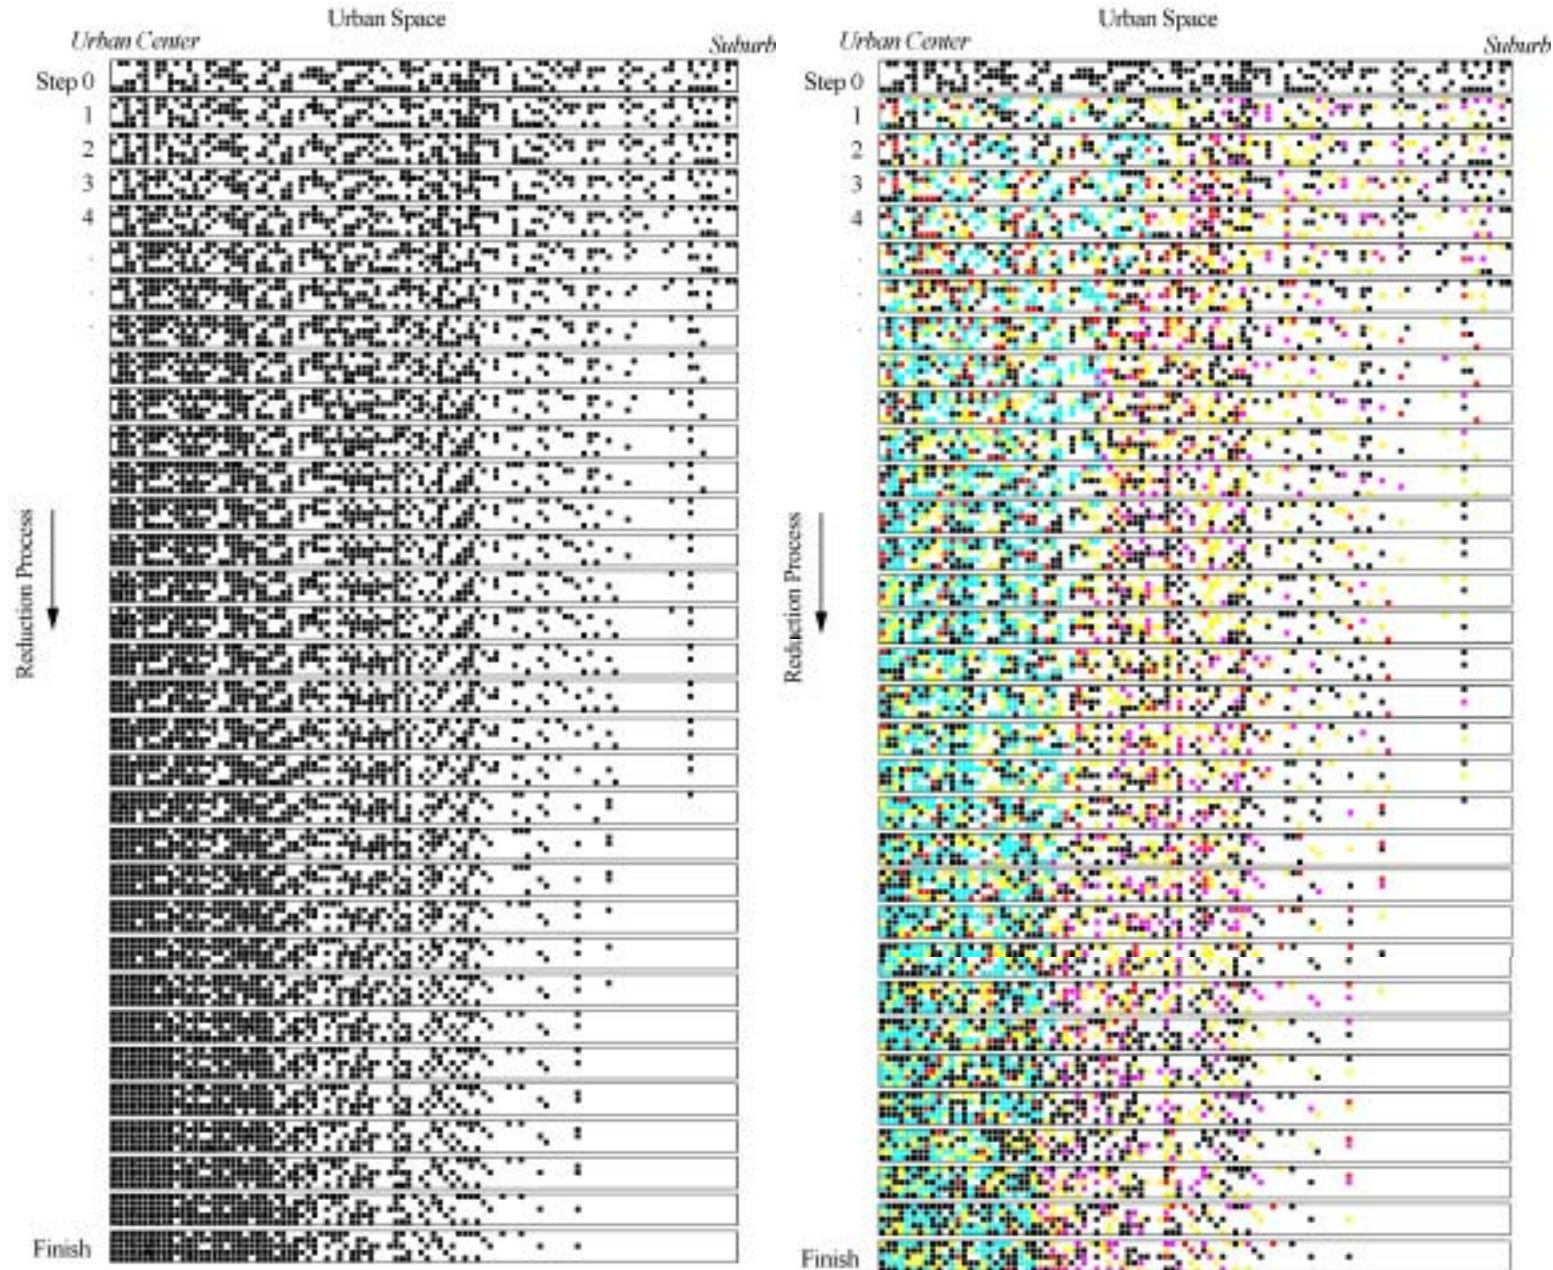 Urban Space
Urban Center
Suburb
Step 0
1
2
3
4
.
.
.
Reduction Process
Finish
Urban Space
Urban Center
Suburb
Step 0
1
2
3
4
.
.
.
Reduction Process
Finish